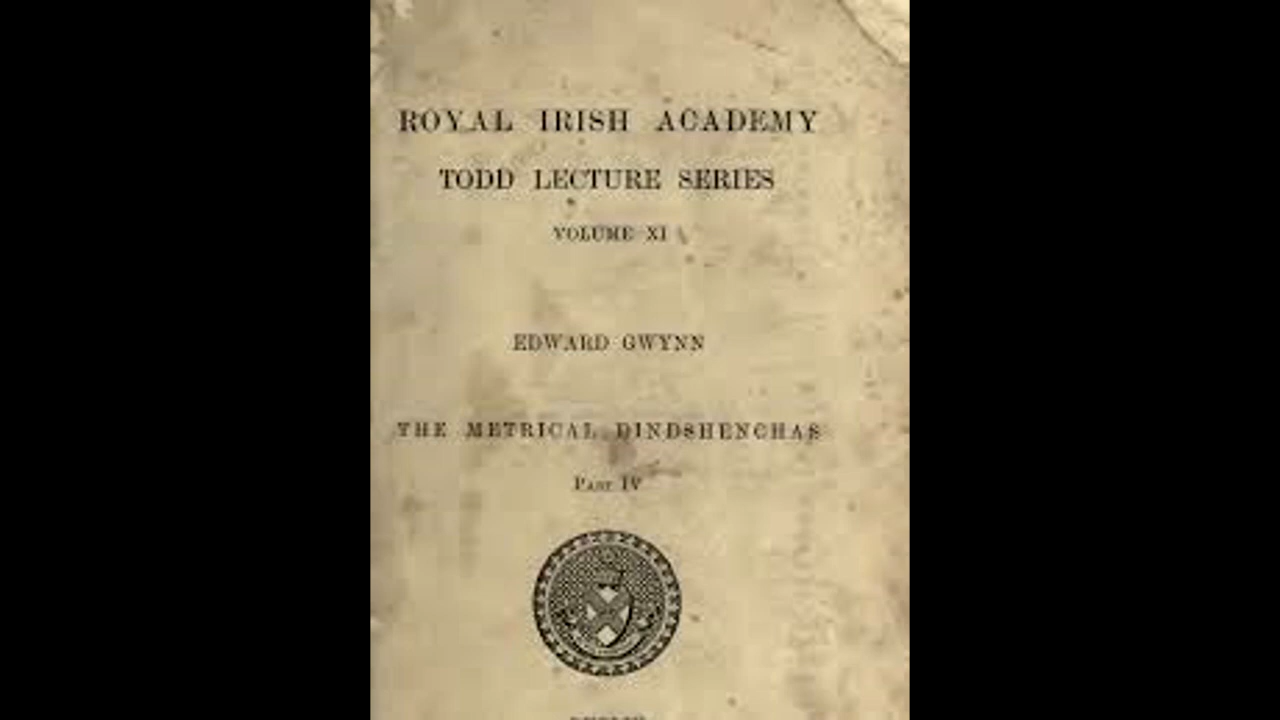 ROYAL IRISH ACADEMY
TODD LECTURE SERIES
VOLUME XI
EDWARD GWYNN
THE METRICAL DINDSHENCHAS
PART IV